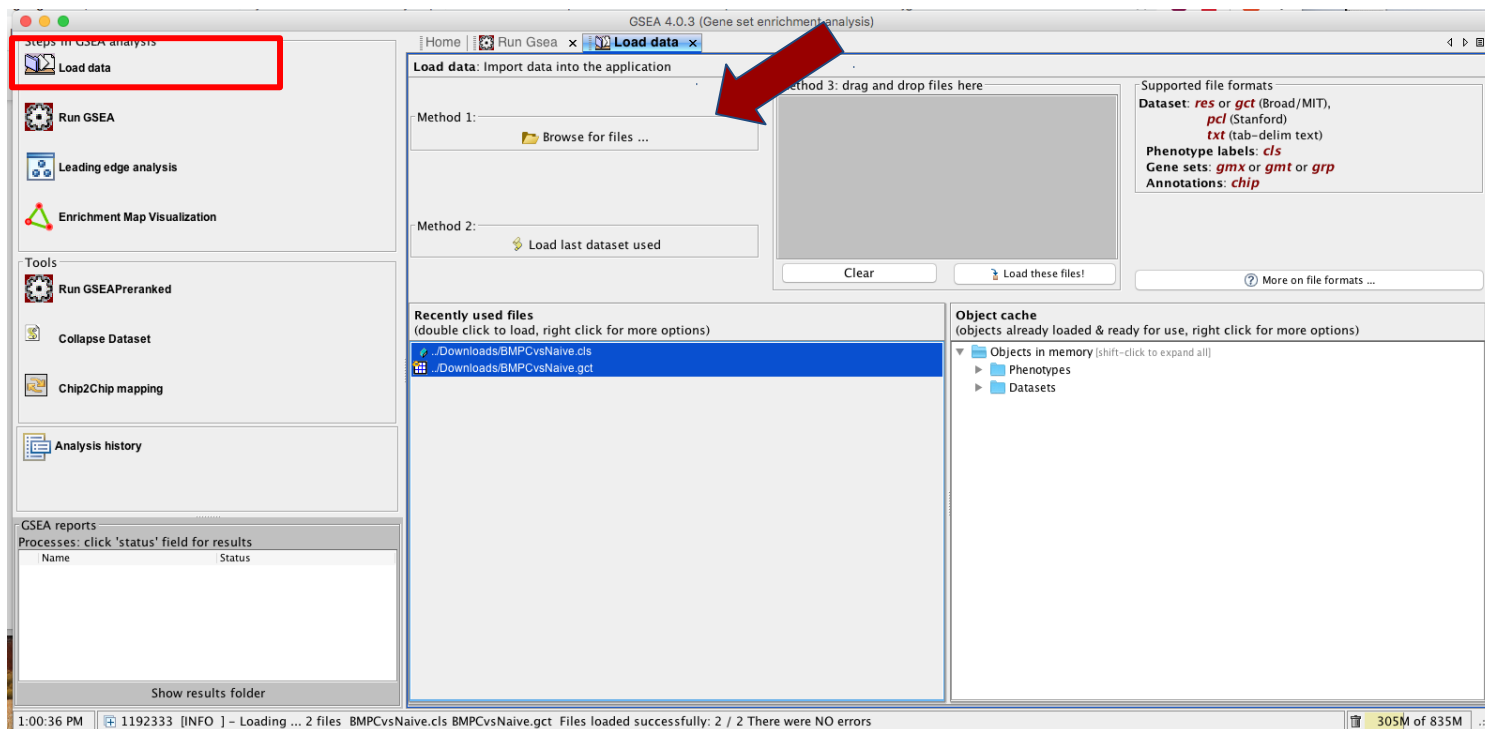 GSEA 4.0.3 (Gene set enrichment analysis)
Steps in GSEA analysis
Load data
Run GSEA
Leading edge analysis
Enrichment Map Visualization
Tools
Run GSEAPreranked
Collapse Dataset
Chip2Chip mapping
Analysis history
GSEA reports
Processes: click 'status' field for results
Name Status
Show results folder
Home Run Gsea x Load data x
Load data: Import data into the application
Method 1:
Browse for files ...
Method 2:
Load last dataset used
Method 3: drag and drop files here
Clear Load these files!
Supported file formats
Dataset: res or gct (Broad/MIT),
pcl (Stanford)
txt (tab-delim text)
Phenotype labels: cls
Gene sets: gmx or gmt or grp
Annotations: chip
? More on file formats ...
Recently used files
(double click to load, right click for more options)
../Downloads/BMPCvsNaive.cls
../Downloads/BMPCvsNaive.gct
Object cache
(objects already loaded & ready for use, right click for more options)
Objects in memory [shift-click to expand all]
Phenotypes
Datasets
1:00:36 PM 1192333 [INFO ] - Loading ... 2 files BMPCvsNaive.cls BMPCvsNaive.gct Files loaded successfully: 2 / 2 There were NO errors 305M of 835M